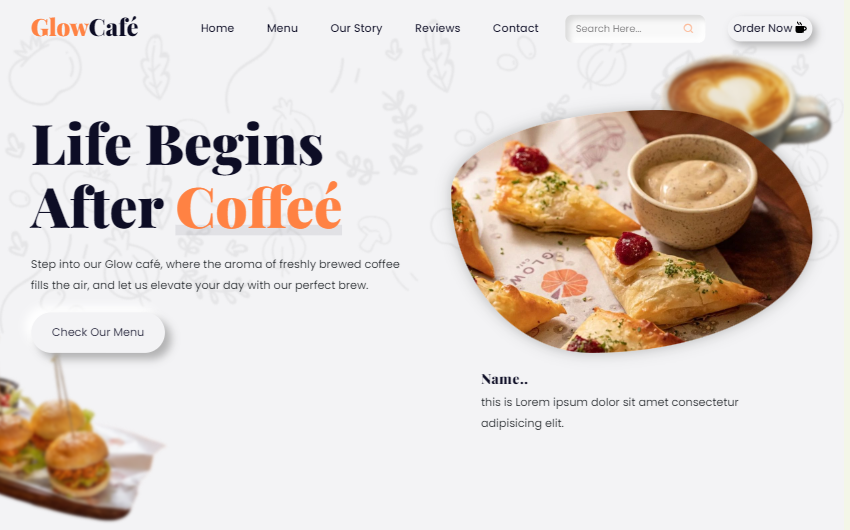 GlowCafé
Home
Menu
Our Story
Reviews
Contact
Search Here...
Order Now
Life Begins
After Coffeé
Step into our Glow café, where the aroma of freshly brewed coffee
fills the air, and let us elevate your day with our perfect brew.
Check Our Menu
GLOW
Name..
this is Lorem ipsum dolor sit amet consectetur
adipisicing elit.